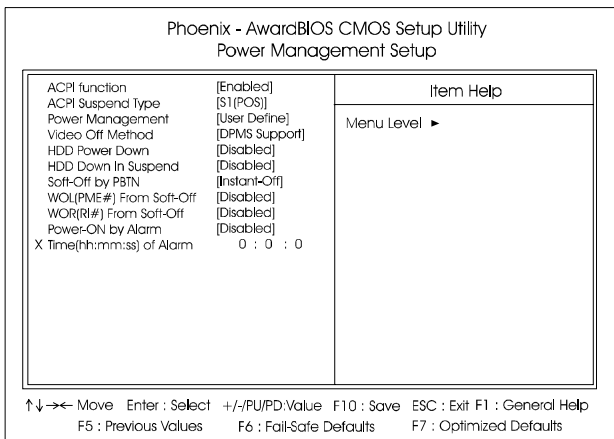 Phoenix - AwardBIOS CMOS Setup Utility
Power Management Setup
ACPI function [Enabled]
ACPI Suspend Type [S1(POS)]
Power Management [User Define]
Video Off Method [DPMS Support]
HDD Power Down [Disabled]
HDD Down In Suspend [Disabled]
Soft-Off by PBTN [Instant-Off]
WOL(PME#) From Soft-Off [Disabled]
WOR(RI#) From Soft-Off [Disabled]
Power-ON by Alarm [Disabled]
X Time(hh:mm:ss) of Alarm 0 : 0 : 0
Item Help
Menu Level ►
↑↓→← Move Enter : Select +/-/PU/PD:Value F10 : Save ESC : Exit F1 : General Help
F5 : Previous Values F6 : Fail-Safe Defaults F7 : Optimized Defaults